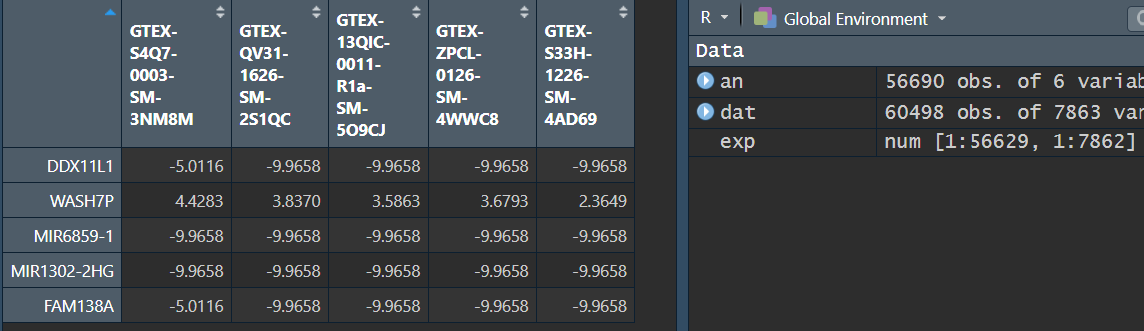 GTEX-S4Q7-0003-SM-3NM8M GTEX-QV31-1626-SM-2S1QC GTEX-13QIC-0011-R1a-SM-5O9CJ GTEX-ZPCL-0126-SM-4WWC8 GTEX-S33H-1226-SM-4AD69
DDX11L1 -5.0116 -9.9658 -9.9658 -9.9658 -9.9658
WASH7P 4.4283 3.8370 3.5863 3.6793 2.3649
MIR6859-1 -9.9658 -9.9658 -9.9658 -9.9658 -9.9658
MIR1302-2HG -9.9658 -9.9658 -9.9658 -9.9658 -9.9658
FAM138A -5.0116 -9.9658 -9.9658 -9.9658 -9.9658
R Global Environment
Data
an 56690 obs. of 6 variab
dat 60498 obs. of 7863 var
exp num [1:56629, 1:7862]